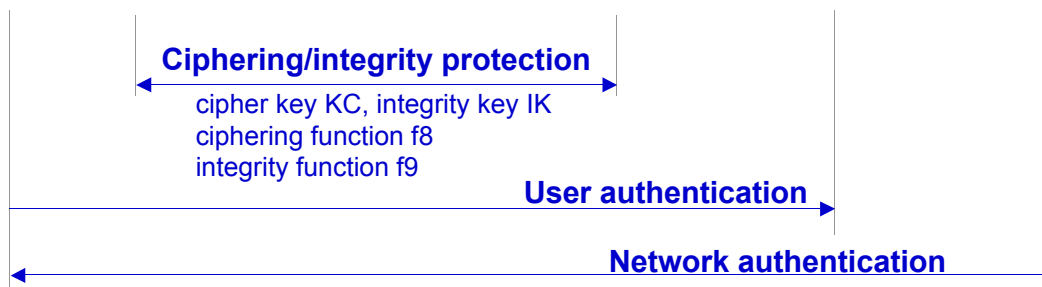 Ciphering/integrity protection
cipher key KC, integrity key IK
ciphering function f8
integrity function f9
User authentication
Network authentication